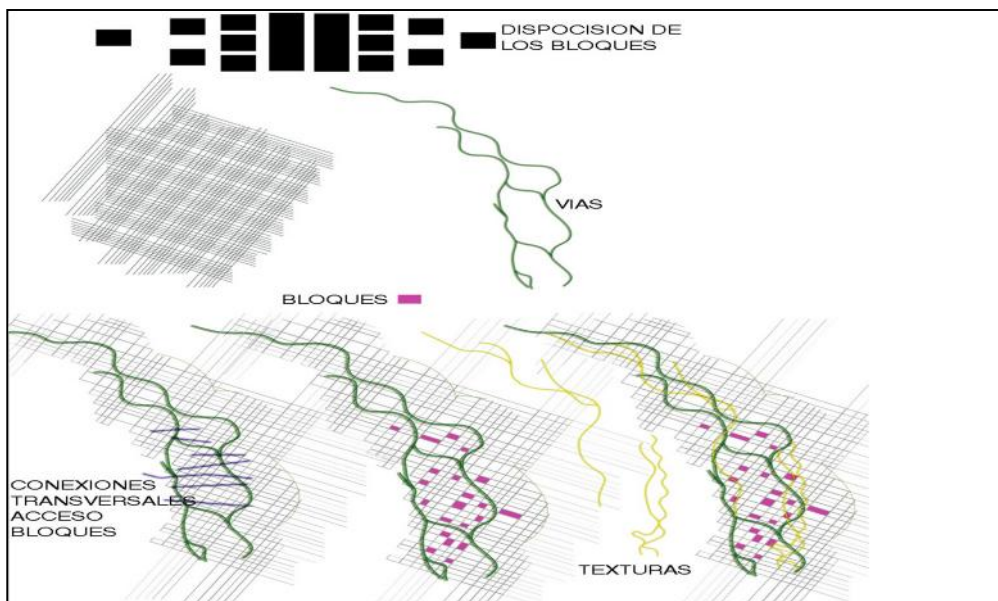 DISPOCISION DE
LOS BLOQUES
VIAS
BLOQUES
CONEXIONES
TRANSVERSALES
ACCESO
BLOQUES
TEXTURAS